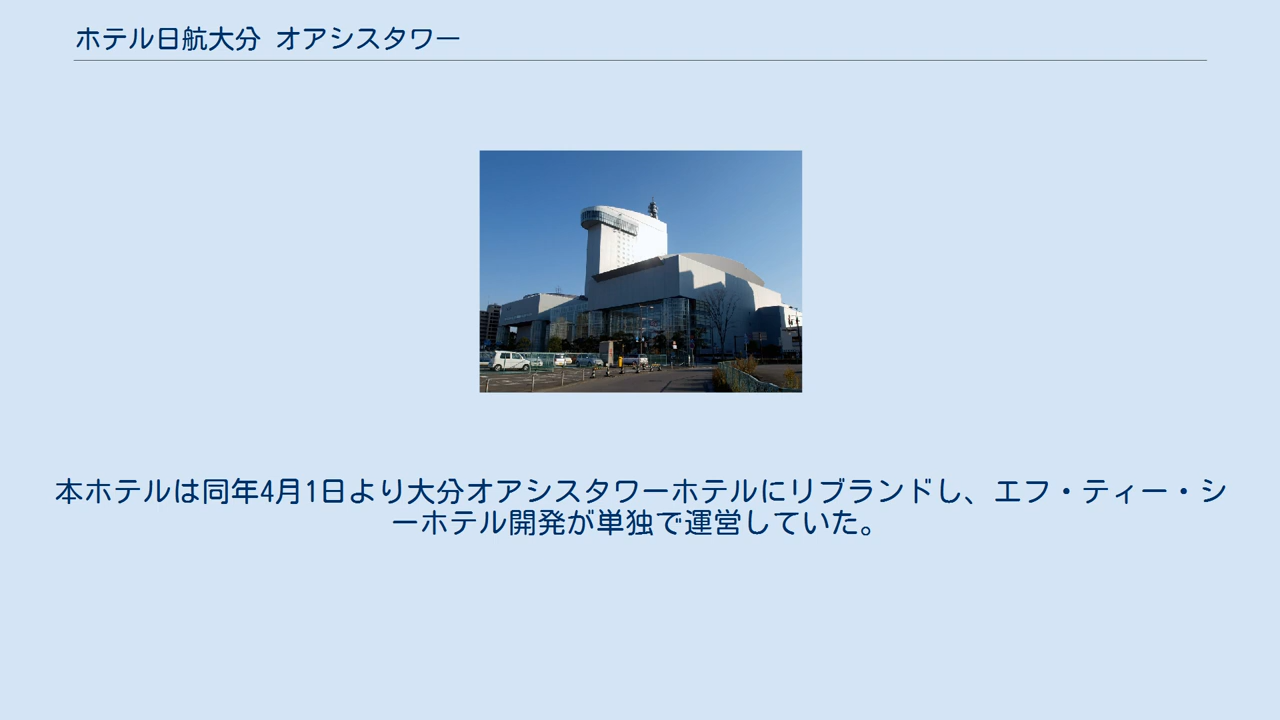 ホテル日航大分 オアシスタワー
本ホテルは同年4月1日より大分オアシスタワーホテルにリブランドし、エフ・ティー・シ
ーホテル開発が単独で運営していた。